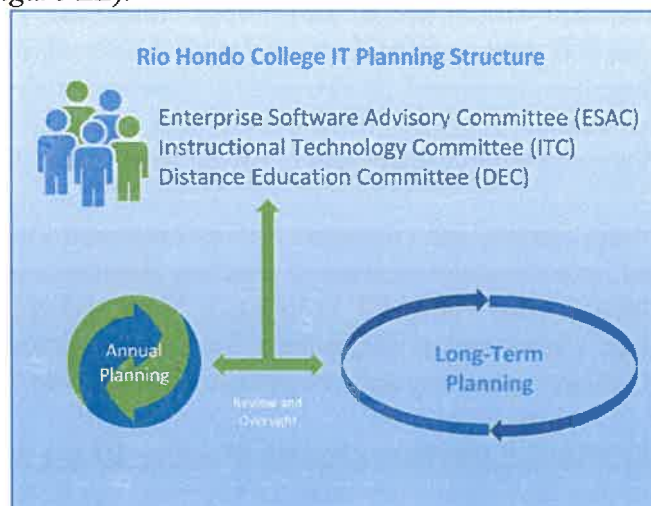 Rio Hondo College IT Planning Structure
Enterprise Software Advisory Committee (ESAC)
Instructional Technology Committee (ITC)
Distance Education Committee (DEC)
Annual
Planning
Long-Term
Planning
Review and
Oversight